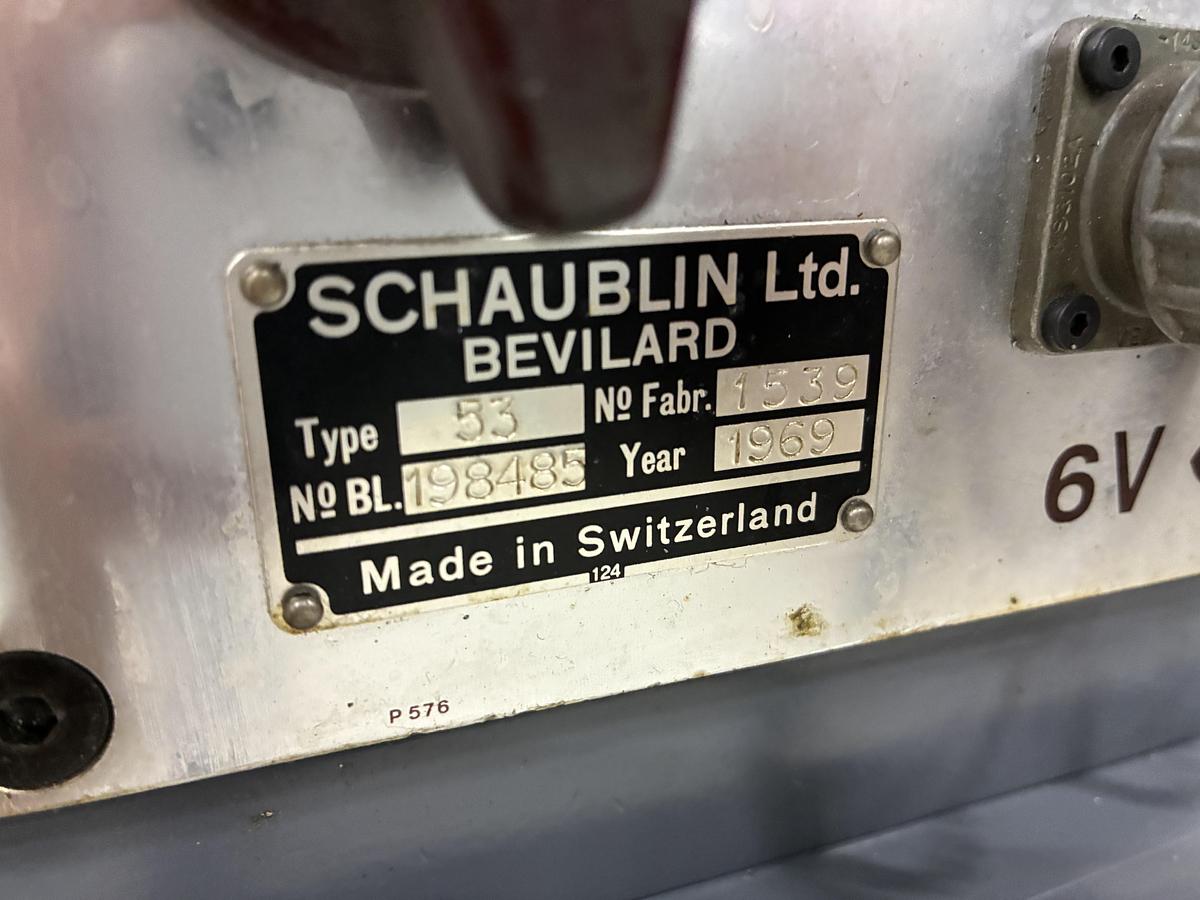 SCHAUBLIN Ltd.
BEVILARD
Type 53 Nº Fabr. 1539
Nº BL. 198485 Year 1969
Made in Switzerland
124
P 576
6V